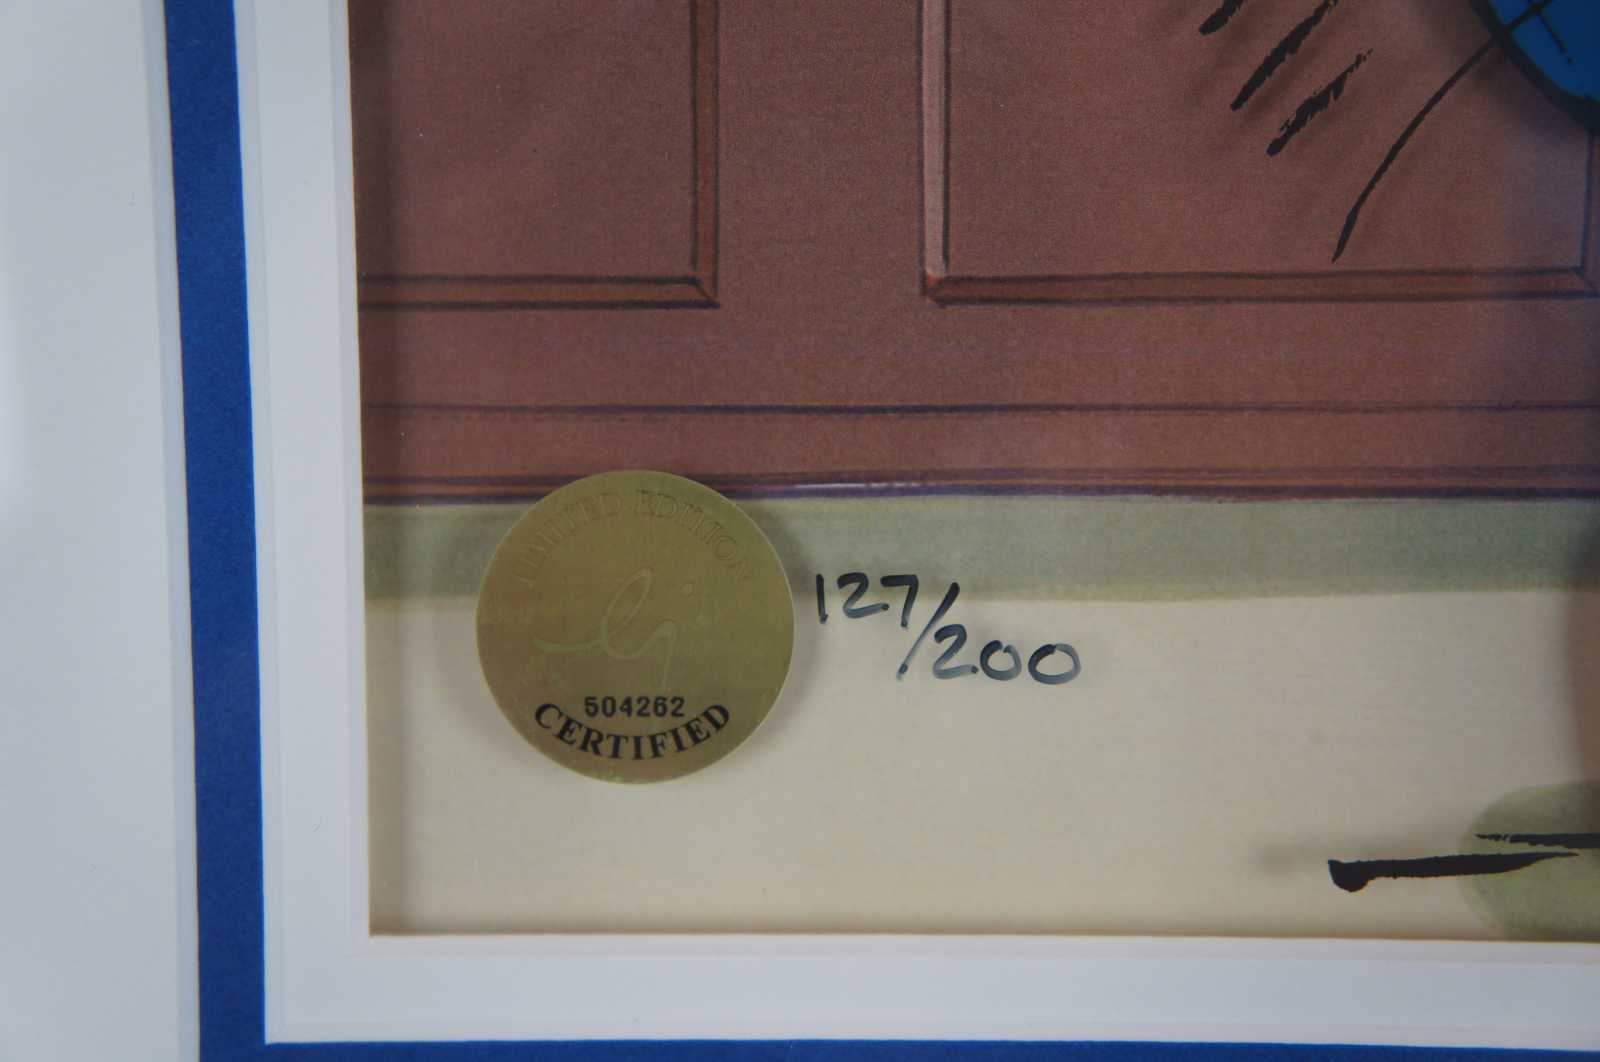 LIMITED EDITION
504262
CERTIFIED
127/200